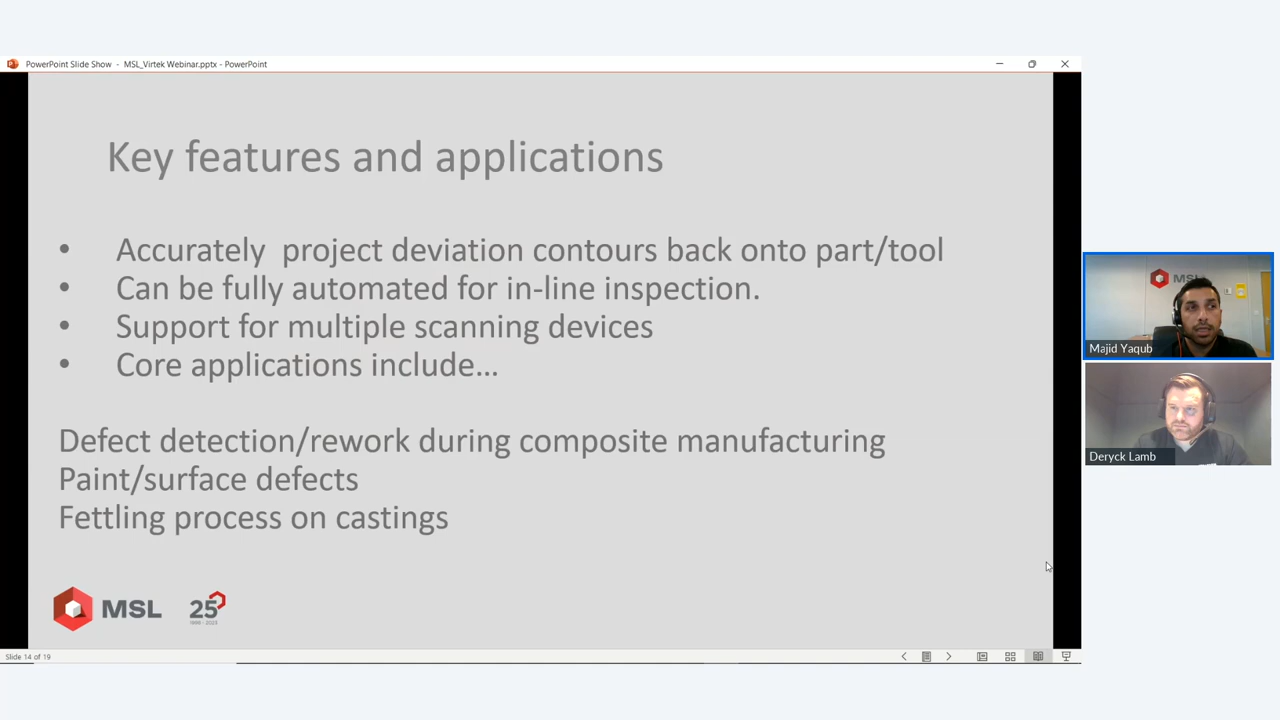 PowerPoint Slide Show - MSL_Virtek Webinar.pptx - PowerPoint
Key features and applications
• Accurately project deviation contours back onto part/tool
• Can be fully automated for in-line inspection.
• Support for multiple scanning devices
• Core applications include...
Defect detection/rework during composite manufacturing
Paint/surface defects
Fettling process on castings
MSL 25
Slide 14 of 19
MSL
Majid Yaqub
Deryck Lamb